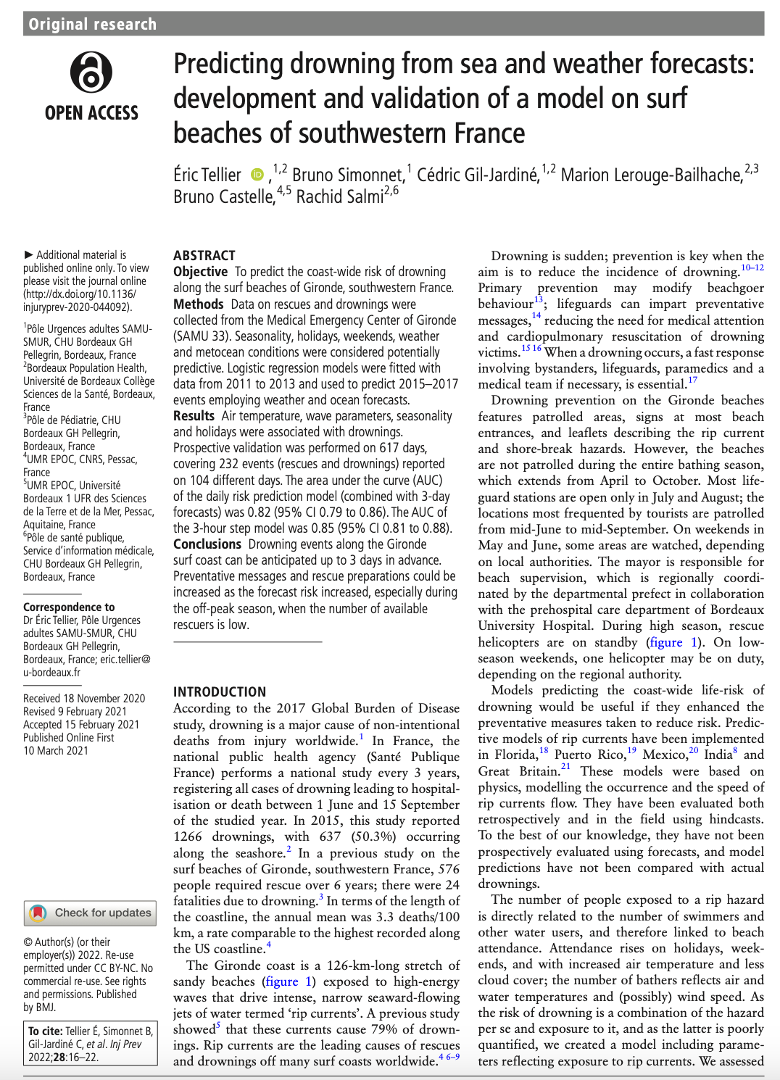 Original research
OPEN ACCESS
Predicting drowning from sea and weather forecasts:
development and validation of a model on surf
beaches of southwestern France
Éric Tellier iD ,1,2 Bruno Simonnet,1 Cédric Gil-Jardiné,1,2 Marion Lerouge-Bailhache,2,3
Bruno Castelle,4,5 Rachid Salmi2,6
► Additional material is
published online only. To view
please visit the journal online
(http://dx.doi.org/10.1136/
injuryprev-2020-044092).
1Pôle Urgences adultes SAMU-
SMUR, CHU Bordeaux GH
Pellegrin, Bordeaux, France
2Bordeaux Population Health,
Université de Bordeaux Collège
Sciences de la Santé, Bordeaux,
France
3Pôle de Pédiatrie, CHU
Bordeaux GH Pellegrin,
Bordeaux, France
4UMR EPOC, CNRS, Pessac,
France
5UMR EPOC, Université
Bordeaux 1 UFR des Sciences
de la Terre et de la Mer, Pessac,
Aquitaine, France
6Pôle de santé publique,
Service d'information médicale,
CHU Bordeaux GH Pellegrin,
Bordeaux, France
Correspondence to
Dr Éric Tellier, Pôle Urgences
adultes SAMU-SMUR, CHU
Bordeaux GH Pellegrin,
Bordeaux, France; eric.tellier@
u-bordeaux.fr
Received 18 November 2020
Revised 9 February 2021
Accepted 15 February 2021
Published Online First
10 March 2021
Check for updates
© Author(s) (or their
employer(s)) 2022. Re-use
permitted under CC BY-NC. No
commercial re-use. See rights
and permissions. Published
by BMJ.
To cite: Tellier É, Simonnet B,
Gil-Jardiné C, et al. Inj Prev
2022;28:16–22.
ABSTRACT
Objective To predict the coast-wide risk of drowning
along the surf beaches of Gironde, southwestern France.
Methods Data on rescues and drownings were
collected from the Medical Emergency Center of Gironde
(SAMU 33). Seasonality, holidays, weekends, weather
and metocean conditions were considered potentially
predictive. Logistic regression models were fitted with
data from 2011 to 2013 and used to predict 2015–2017
events employing weather and ocean forecasts.
Results Air temperature, wave parameters, seasonality
and holidays were associated with drownings.
Prospective validation was performed on 617 days,
covering 232 events (rescues and drownings) reported
on 104 different days. The area under the curve (AUC)
of the daily risk prediction model (combined with 3-day
forecasts) was 0.82 (95% CI 0.79 to 0.86). The AUC of
the 3-hour step model was 0.85 (95% CI 0.81 to 0.88).
Conclusions Drowning events along the Gironde
surf coast can be anticipated up to 3 days in advance.
Preventative messages and rescue preparations could be
increased as the forecast risk increased, especially during
the off-peak season, when the number of available
rescuers is low.
INTRODUCTION
According to the 2017 Global Burden of Disease
study, drowning is a major cause of non-intentional
deaths from injury worldwide.1 In France, the
national public health agency (Santé Publique
France) performs a national study every 3 years,
registering all cases of drowning leading to hospital-
isation or death between 1 June and 15 September
of the studied year. In 2015, this study reported
1266 drownings, with 637 (50.3%) occurring
along the seashore.2 In a previous study on the
surf beaches of Gironde, southwestern France, 576
people required rescue over 6 years; there were 24
fatalities due to drowning.3 In terms of the length of
the coastline, the annual mean was 3.3 deaths/100
km, a rate comparable to the highest recorded along
the US coastline.4
The Gironde coast is a 126-km-long stretch of
sandy beaches (figure 1) exposed to high-energy
waves that drive intense, narrow seaward-flowing
jets of water termed 'rip currents'. A previous study
showed5 that these currents cause 79% of drown-
ings. Rip currents are the leading causes of rescues
and drownings off many surf coasts worldwide.4 6–9
Drowning is sudden; prevention is key when the
aim is to reduce the incidence of drowning.10–12
Primary prevention may modify beachgoer
behaviour13; lifeguards can impart preventative
messages,14 reducing the need for medical attention
and cardiopulmonary resuscitation of drowning
victims.15 16 When a drowning occurs, a fast response
involving bystanders, lifeguards, paramedics and a
medical team if necessary, is essential.17
Drowning prevention on the Gironde beaches
features patrolled areas, signs at most beach
entrances, and leaflets describing the rip current
and shore-break hazards. However, the beaches
are not patrolled during the entire bathing season,
which extends from April to October. Most life-
guard stations are open only in July and August; the
locations most frequented by tourists are patrolled
from mid-June to mid-September. On weekends in
May and June, some areas are watched, depending
on local authorities. The mayor is responsible for
beach supervision, which is regionally coordi-
nated by the departmental prefect in collaboration
with the prehospital care department of Bordeaux
University Hospital. During high season, rescue
helicopters are on standby (figure 1). On low-
season weekends, one helicopter may be on duty,
depending on the regional authority.
Models predicting the coast-wide life-risk of
drowning would be useful if they enhanced the
preventative measures taken to reduce risk. Predic-
tive models of rip currents have been implemented
in Florida,18 Puerto Rico,19 Mexico,20 India8 and
Great Britain.21 These models were based on
physics, modelling the occurrence and the speed of
rip currents flow. They have been evaluated both
retrospectively and in the field using hindcasts.
To the best of our knowledge, they have not been
prospectively evaluated using forecasts, and model
predictions have not been compared with actual
drownings.
The number of people exposed to a rip hazard
is directly related to the number of swimmers and
other water users, and therefore linked to beach
attendance. Attendance rises on holidays, week-
ends, and with increased air temperature and less
cloud cover; the number of bathers reflects air and
water temperatures and (possibly) wind speed. As
the risk of drowning is a combination of the hazard
per se and exposure to it, and as the latter is poorly
quantified, we created a model including parame-
ters reflecting exposure to rip currents. We assessed